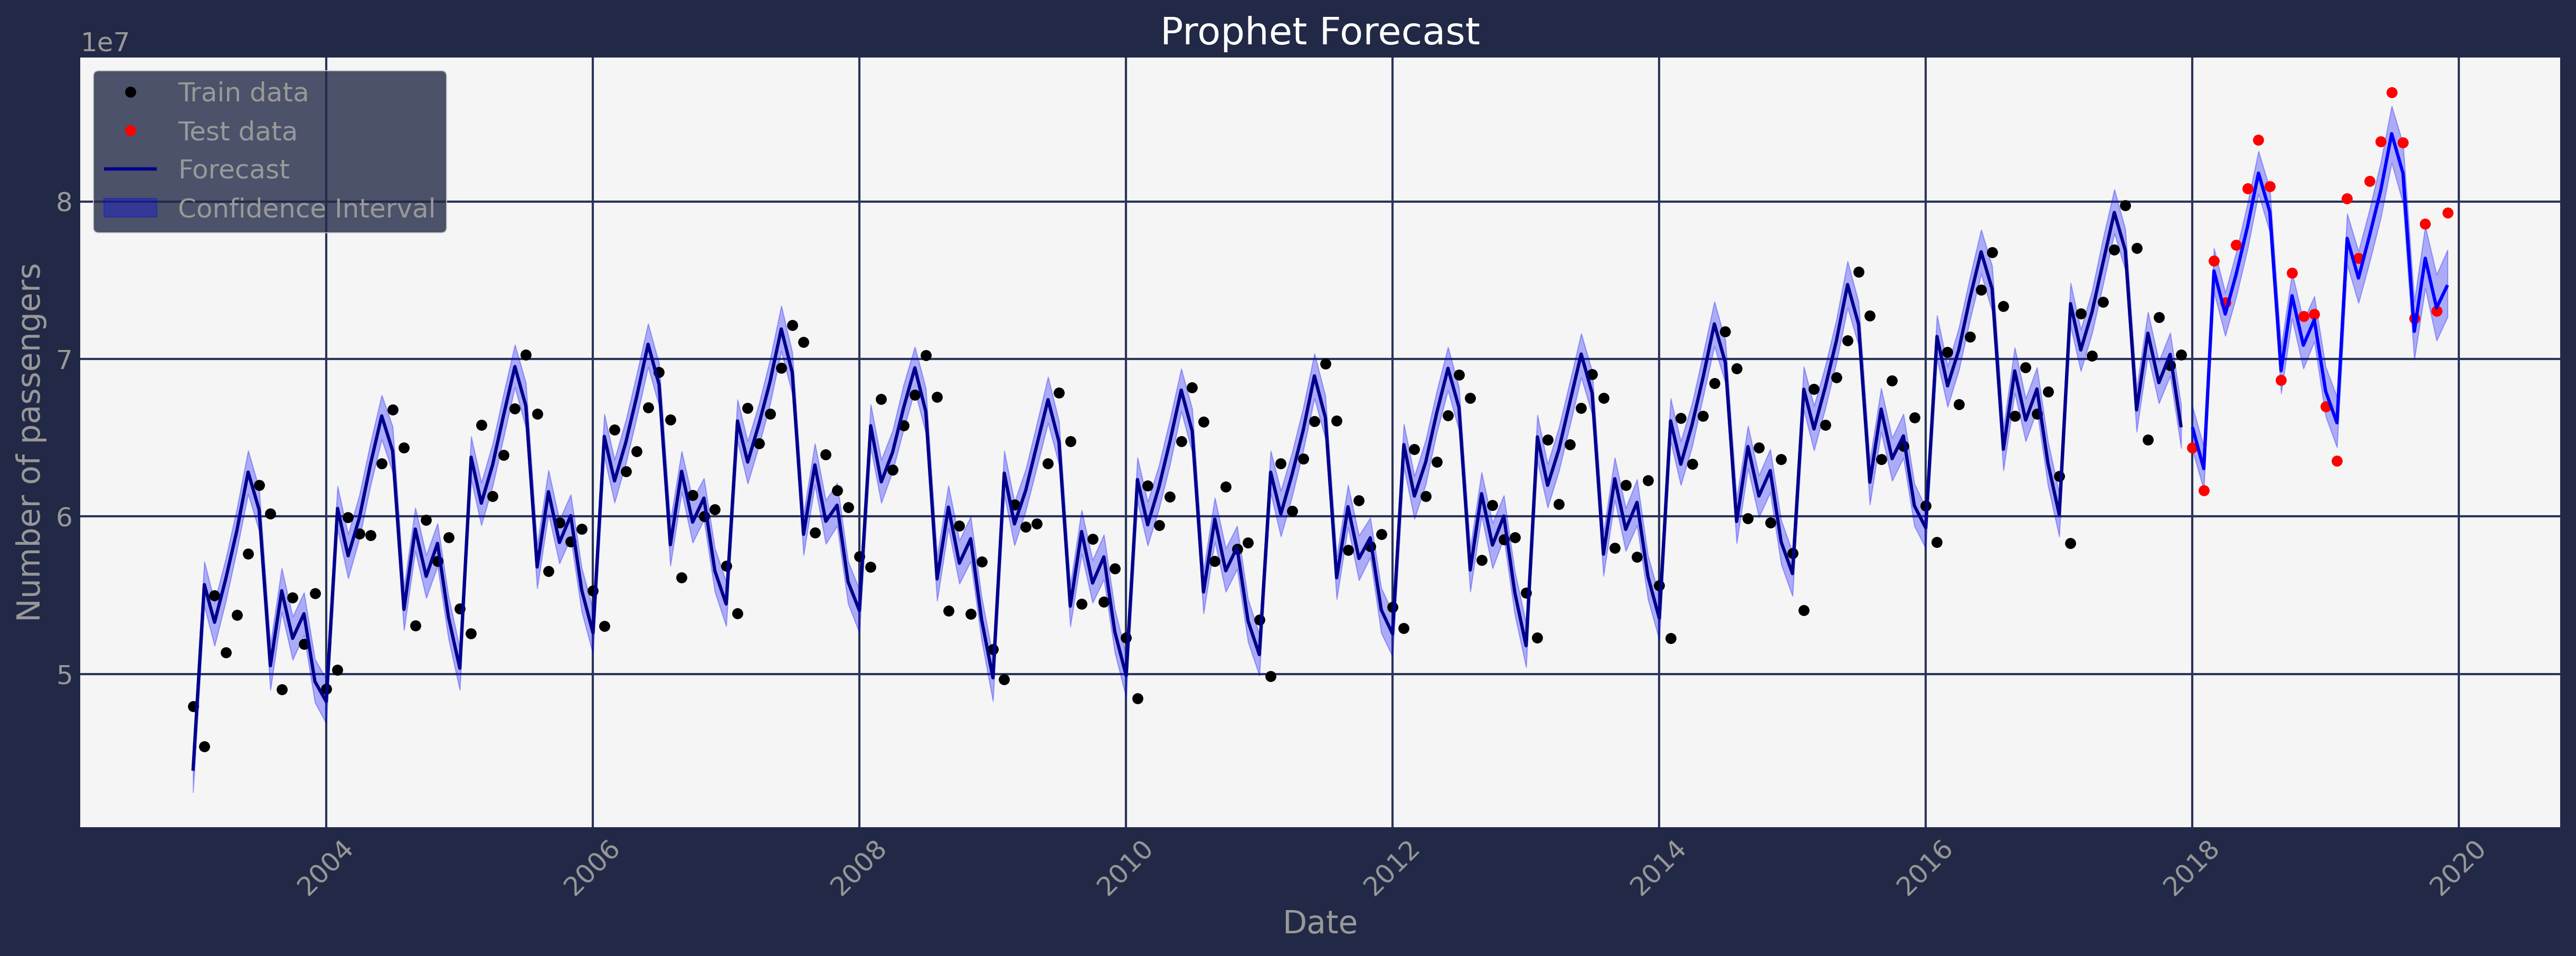 Prophet Forecast
1e7
Train data
Test data
Forecast
Confidence Interval
Number of passengers
8
7
6
5
2004
2006
2008
2010
2012
2014
2016
2018
2020
Date